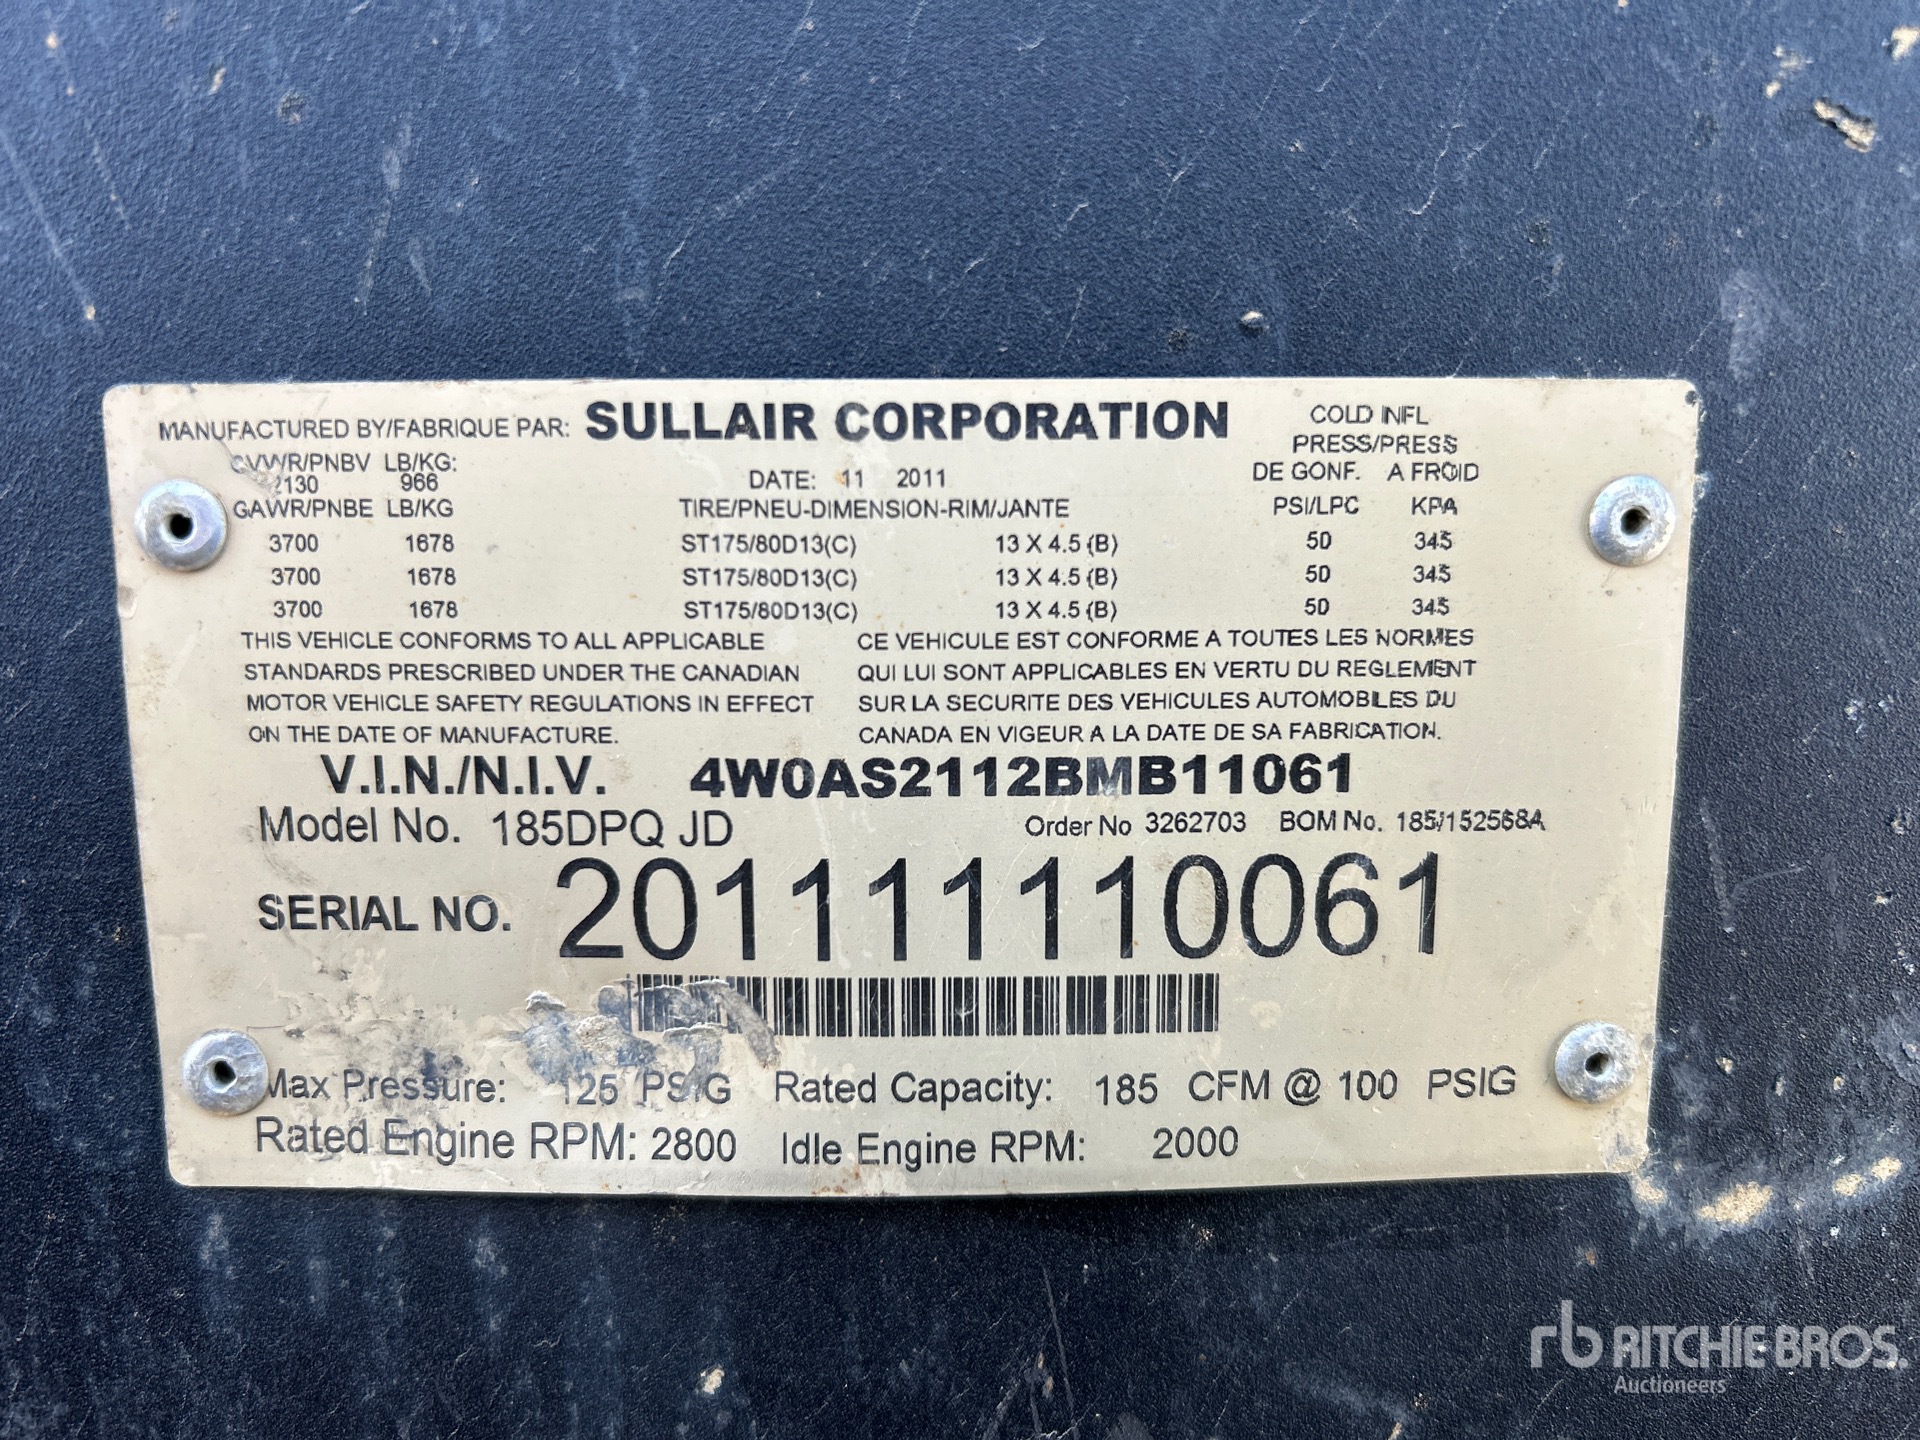 MANUFACTURED BY/FABRIQUE PAR: SULLAIR CORPORATION
COLD INFL
PRESS/PRESS
GVWR/PNBV LB/KG:
2130 966
DATE: 11 2011
DE GONF. A FROID
GAWR/PNBE LB/KG TIRE/PNEU-DIMENSION-RIM/JANTE PSI/LPC KPA
3700 1678 ST175/80D13(C) 13 X 4.5 (B) 50 345
3700 1678 ST175/80D13(C) 13 X 4.5 (B) 50 345
3700 1678 ST175/80D13(C) 13 X 4.5 (B) 50 345
THIS VEHICLE CONFORMS TO ALL APPLICABLE
STANDARDS PRESCRIBED UNDER THE CANADIAN
MOTOR VEHICLE SAFETY REGULATIONS IN EFFECT
ON THE DATE OF MANUFACTURE.
CE VEHICULE EST CONFORME A TOUTES LES NORMES
QUI LUI SONT APPLICABLES EN VERTU DU REGLEMENT
SUR LA SECURITE DES VEHICULES AUTOMOBILES DU
CANADA EN VIGEUR A LA DATE DE SA FABRICATION.
V.I.N./N.I.V. 4W0AS2112BMB11061
Model No. 185DPQ JD Order No 3262703 BOM No. 185/152568A
SERIAL NO. 201111110061
Max Pressure: 125 PSIG Rated Capacity: 185 CFM @ 100 PSIG
Rated Engine RPM: 2800 Idle Engine RPM: 2000
rb RITCHIE BROS.
Auctioneers